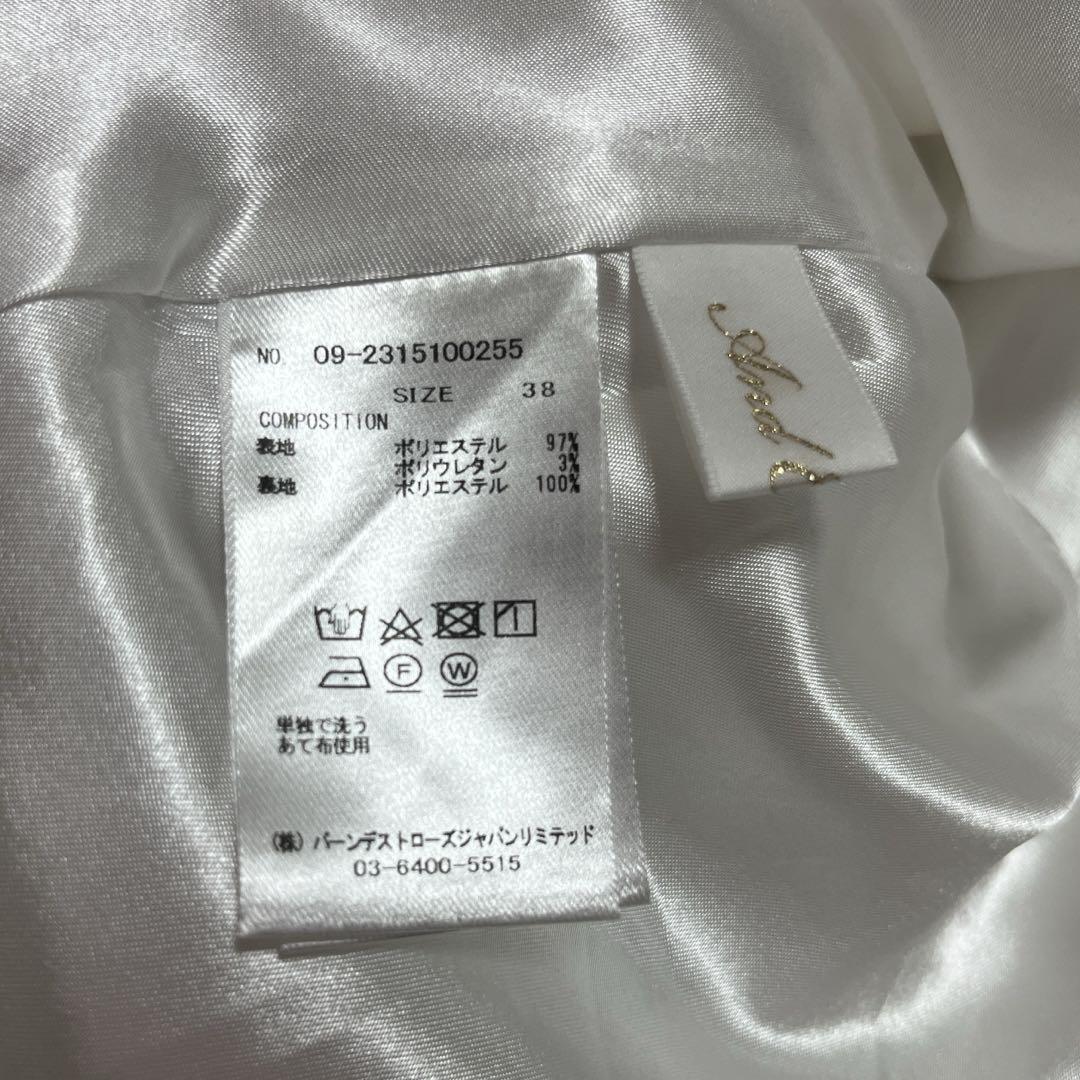 NO. 09-2315100255
SIZE 38
COMPOSITION
表地 ポリエステル 97%
ポリウレタン 3%
裏地 ポリエステル 100%
F W
単独で洗う
あて布使用
(株) バーンデストローズジャパンリミテッド
03-6400-5515
And